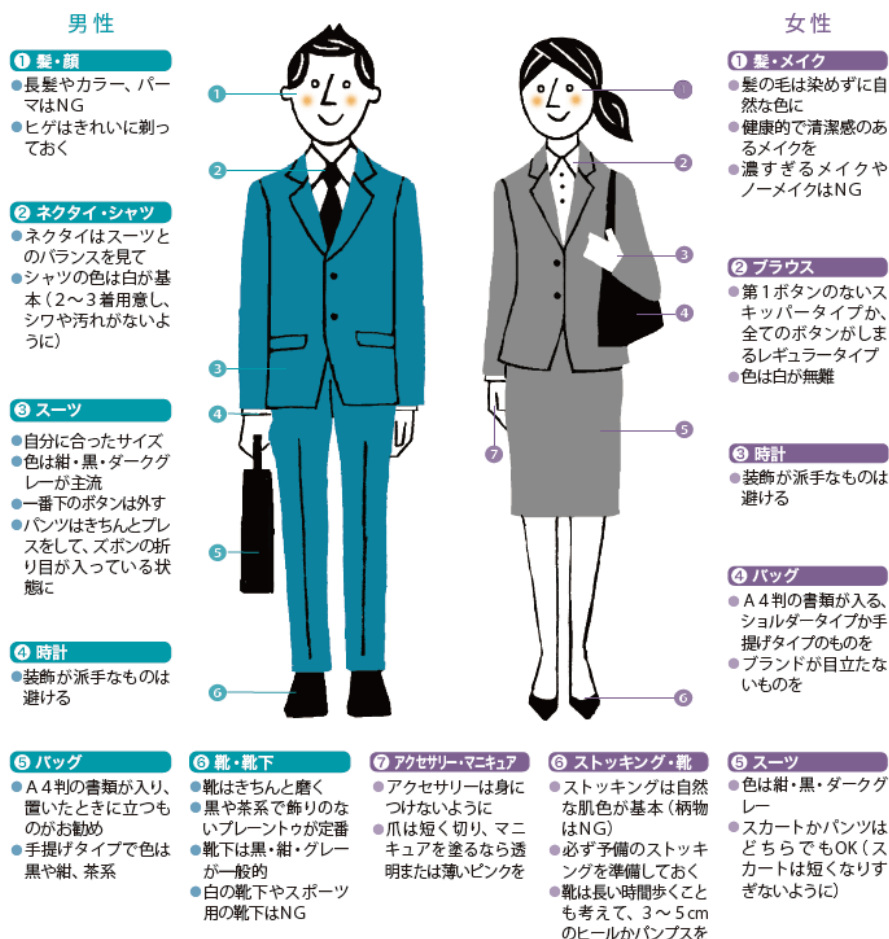 男性
❶ 髪・顔
●長髪やカラー、パー
マはNG
●ヒゲはきれいに剃っ
ておく
❷ ネクタイ・シャツ
●ネクタイはスーツと
のバランスを見て
●シャツの色は白が基
本（2〜3着用意し、
シワや汚れがないよ
うに）
❸ スーツ
●自分に合ったサイズ
●色は紺・黒・ダークグ
レーが主流
●一番下のボタンは外す
●パンツはきちんとプレ
スをして、ズボンの折
り目が入っている状
態に
❹ 時計
●装飾が派手なものは
避ける
❺ バッグ
●A4判の書類が入り、
置いたときに立つも
のがお勧め
●手提げタイプで色は
黒や紺、茶系
❻ 靴・靴下
●靴はきちんと磨く
●黒や茶系で飾りのな
いプレーントゥが定番
●靴下は黒・紺・グレー
が一般的
●白の靴下やスポーツ
用の靴下はNG
❶
❷
❸
❹
❺
❻
女性
❶ 髪・メイク
●髪の毛は染めずに自
然な色に
●健康的で清潔感のあ
るメイクを
●濃すぎるメイクや
ノーメイクはNG
❷ ブラウス
●第1ボタンのないス
キッパータイプか、
全てのボタンがしま
るレギュラータイプ
●色は白が無難
❸ 時計
●装飾が派手なものは
避ける
❹ バッグ
●A4判の書類が入る、
ショルダータイプか手
提げタイプのものを
●ブランドが目立たな
いものを
❺ スーツ
●色は紺・黒・ダークグ
レー
●スカートかパンツは
どちらでもOK（ス
カートは短くなりす
ぎないように）
❻ ストッキング・靴
●ストッキングは自然
な肌色が基本（柄物
はNG）
●必ず予備のストッキ
ングを準備しておく
●靴は長い時間歩くこと
も考えて、3〜5cm
のヒールかパンプスを
❼ アクセサリー・マニキュア
●アクセサリーは身に
つけないように
●爪は短く切り、マニ
キュアを塗るなら透
明または薄いピンクを
❶
❷
❸
❹
❺
❼
❻